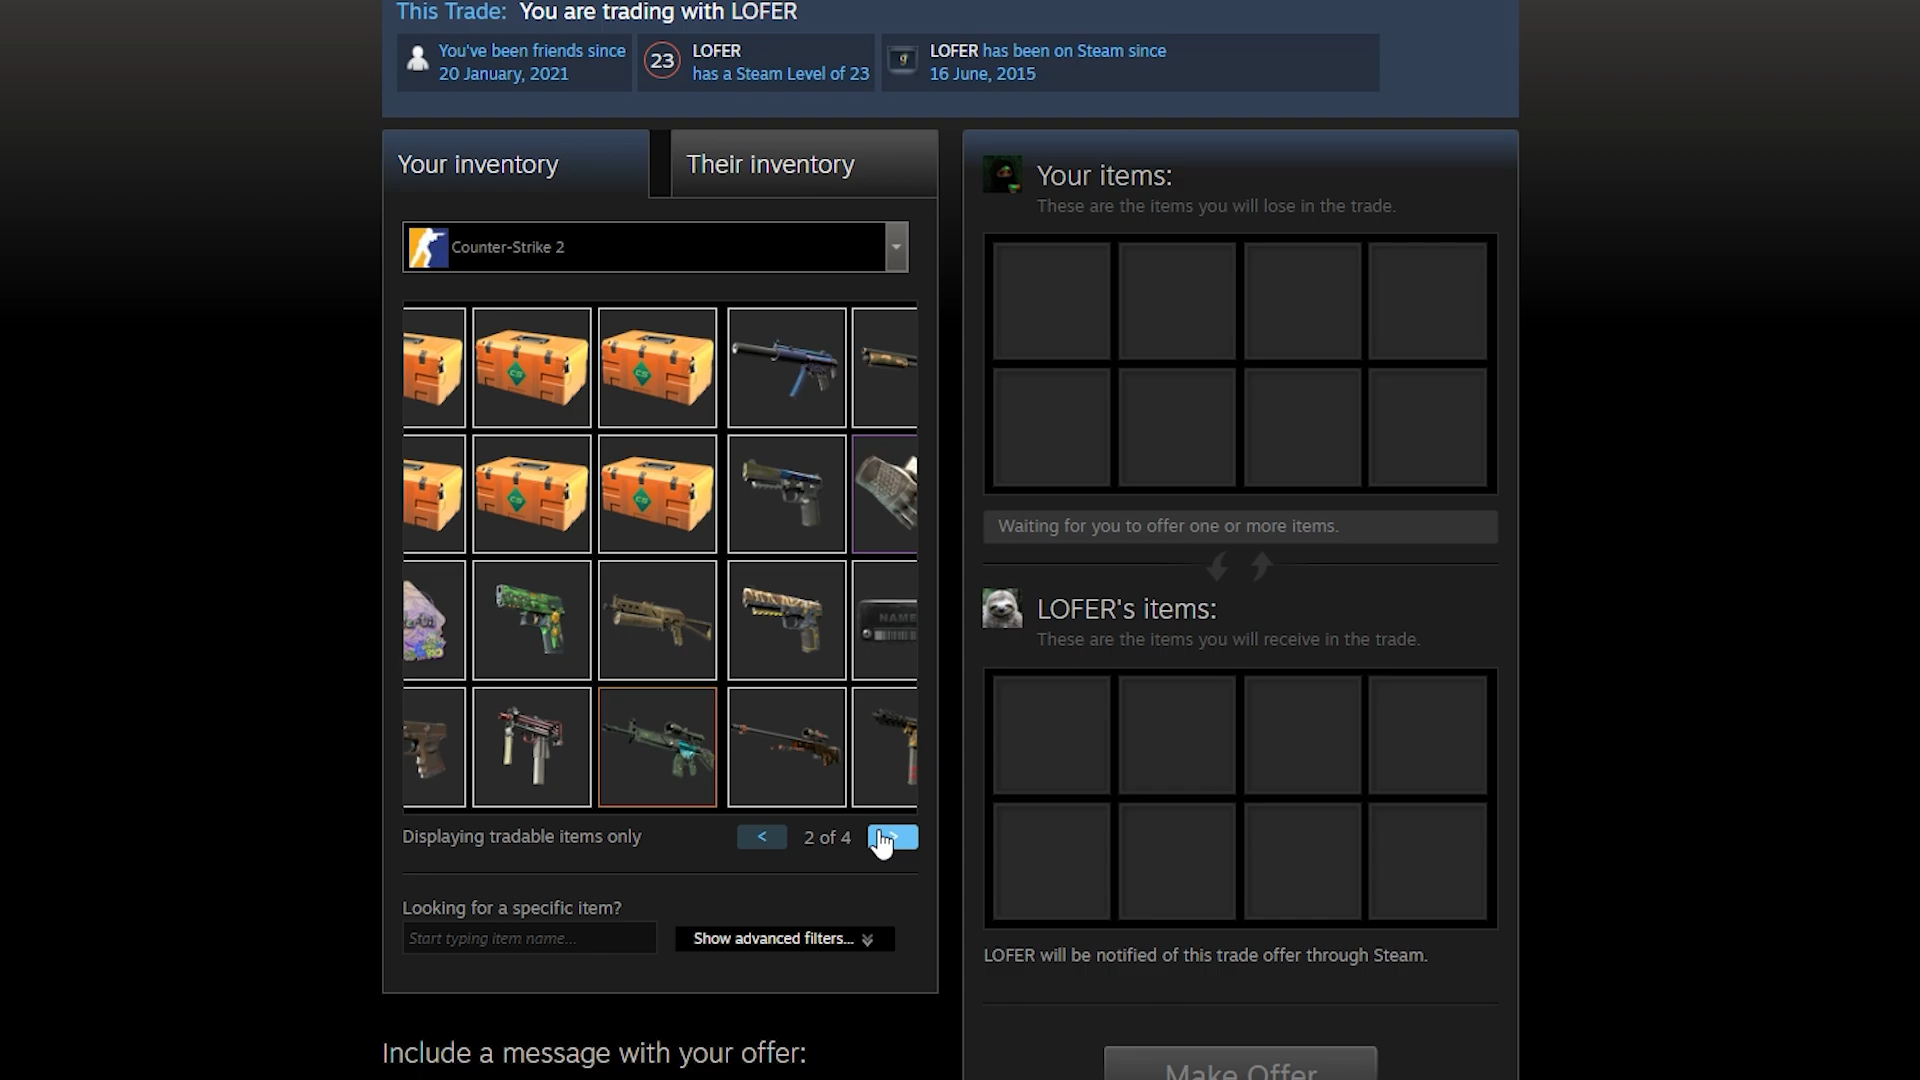 This Trade: You are trading with LOFER
You've been friends since
20 January, 2021
23
LOFER
has a Steam Level of 23
LOFER has been on Steam since
16 June, 2015
Your inventory
Their inventory
Counter-Strike 2
NAME
Displaying tradable items only
<
2 of 4
Looking for a specific item?
Start typing item name...
Show advanced filters...
Include a message with your offer:
Your items:
These are the items you will lose in the trade.
Waiting for you to offer one or more items.
LOFER's items:
These are the items you will receive in the trade.
LOFER will be notified of this trade offer through Steam.
Make Offer